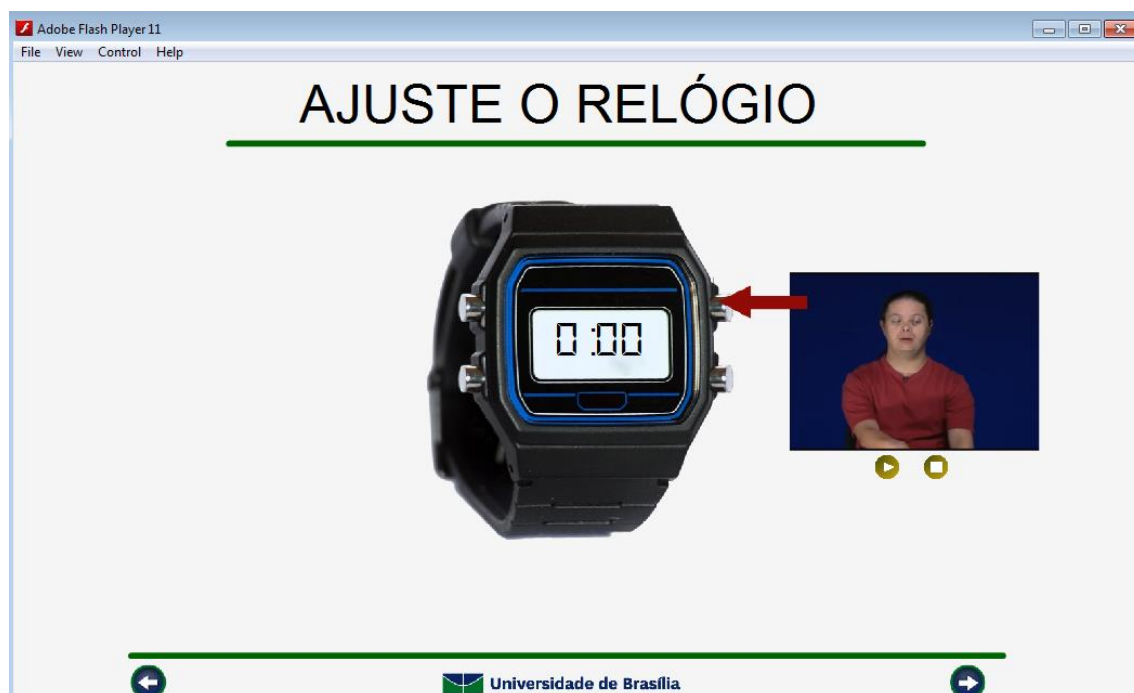 Adobe Flash Player 11
File View Control Help
AJUSTE O RELÓGIO
0:00
Universidade de Brasília